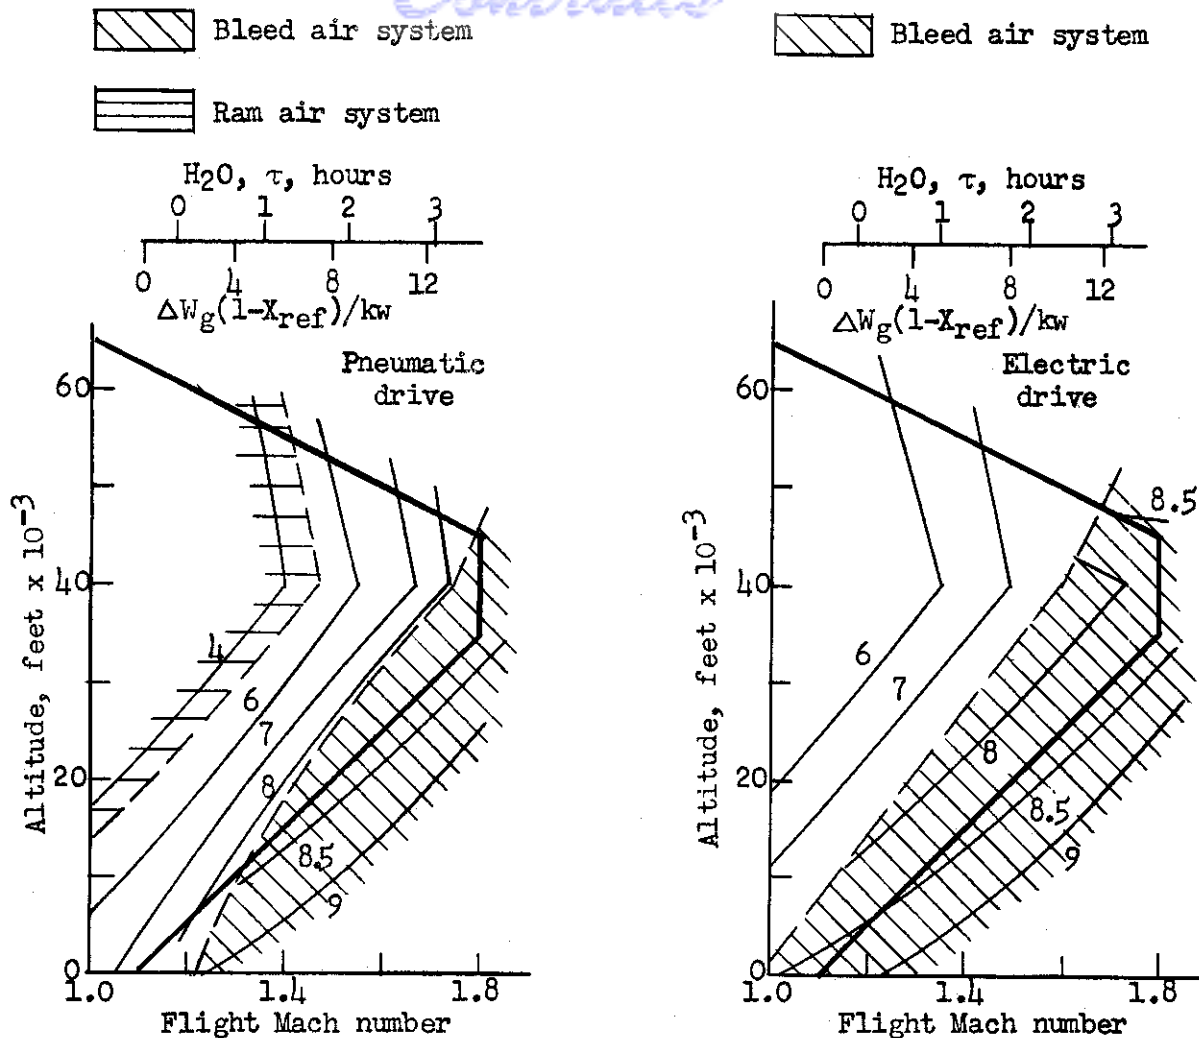 Bleed air system
Ram air system
H₂O, τ, hours
0 1 2 3
0 4 8 12
ΔWg(1-Xref)/kw
Pneumatic
drive
60
40
20
0
Altitude, feet x 10⁻³
4
6
7
8
8.5
9
1.0 1.4 1.8
Flight Mach number
Bleed air system
H₂O, τ, hours
0 1 2 3
0 4 8 12
ΔWg(1-Xref)/kw
Electric
drive
60
40
20
0
Altitude, feet x 10⁻³
8.5
6
7
8
8.5
9
1.0 1.4 1.8
Flight Mach number